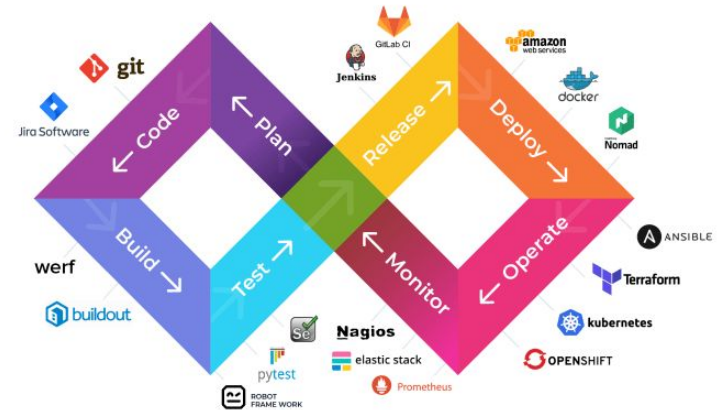 GitLab CI
Jenkins
amazon
web services
docker
Nomad
git
Jira Software
Code
Plan
Release
Deploy
ANSIBLE
Build
Test
Monitor
Operate
werf
buildout
Terraform
kubernetes
OPENSHIFT
Se
Nagios
elastic stack
pytest
Prometheus
ROBOT
FRAME WORK